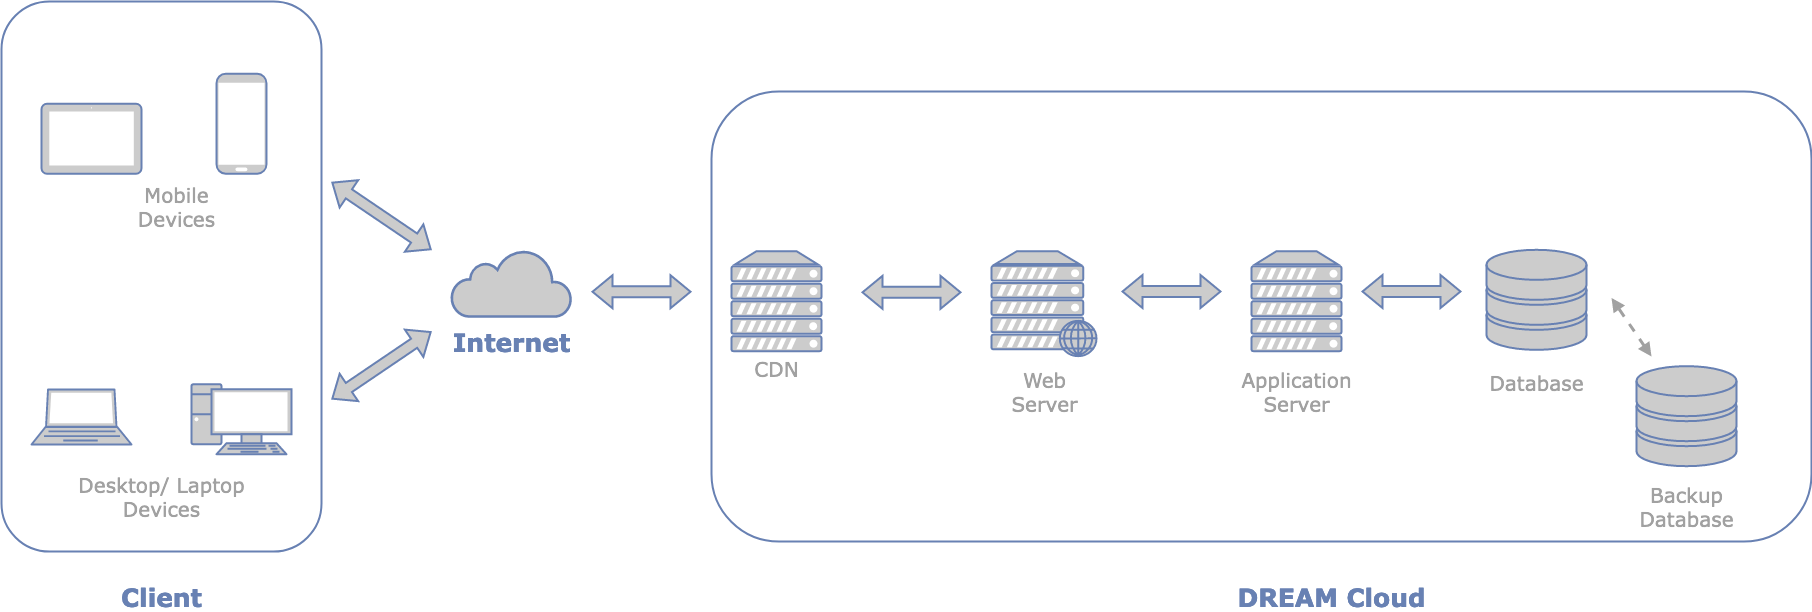 Mobile
Devices
Desktop/ Laptop
Devices
Client
Internet
CDN
Web
Server
Application
Server
Database
Backup
Database
DREAM Cloud